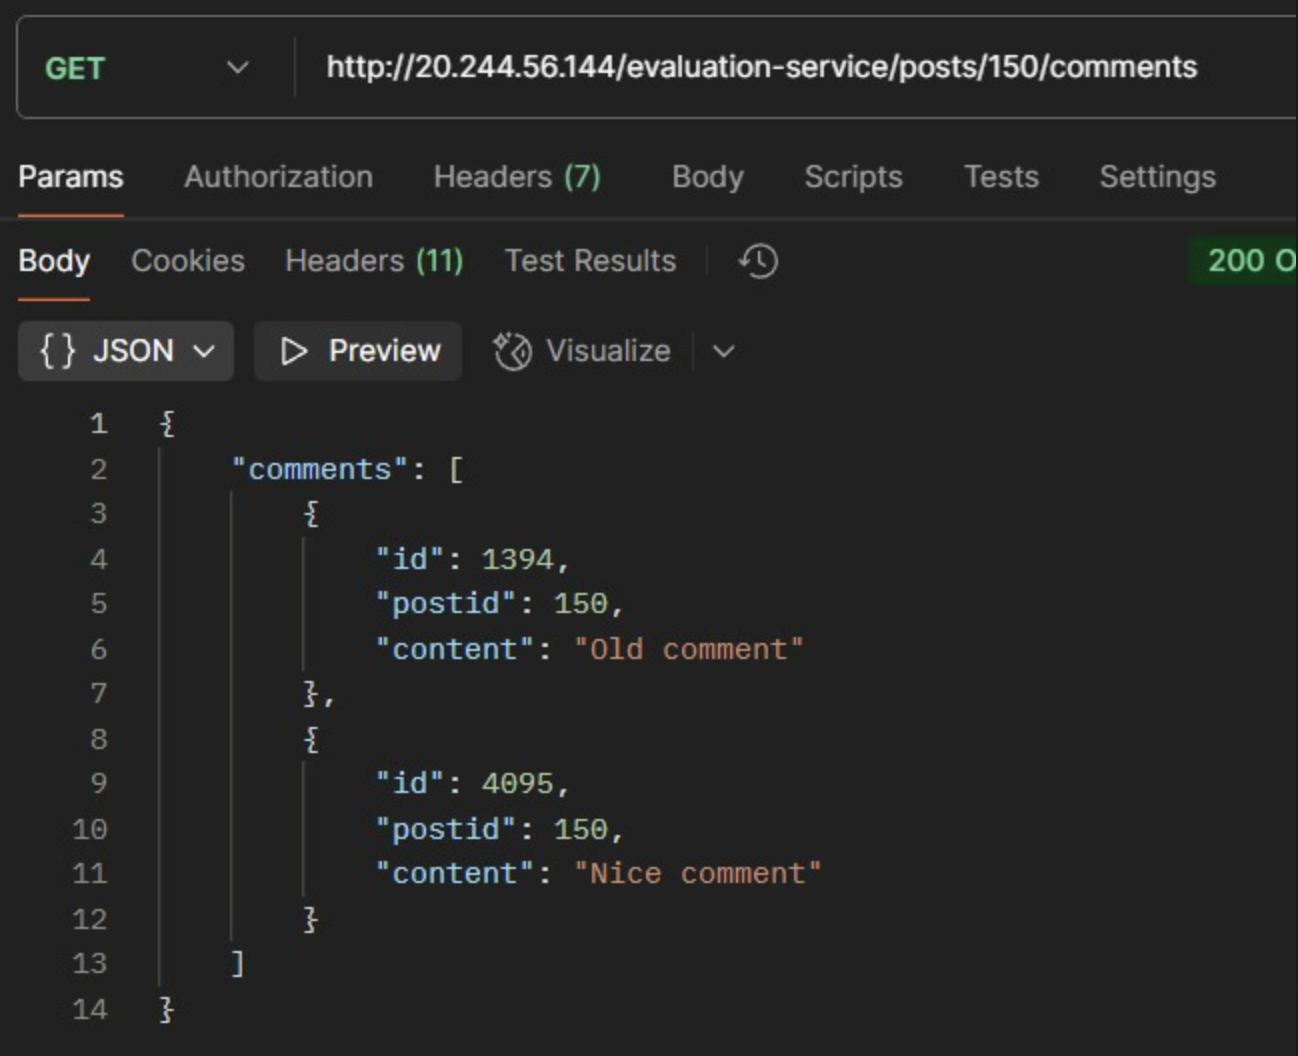 GET http://20.244.56.144/evaluation-service/posts/150/comments
Params Authorization Headers (7) Body Scripts Tests Settings
Body Cookies Headers (11) Test Results 200 O
{} JSON Preview Visualize
1 {
2 "comments": [
3 {
4 "id": 1394,
5 "postid": 150,
6 "content": "Old comment"
7 },
8 {
9 "id": 4095,
10 "postid": 150,
11 "content": "Nice comment"
12 }
13 ]
14 }